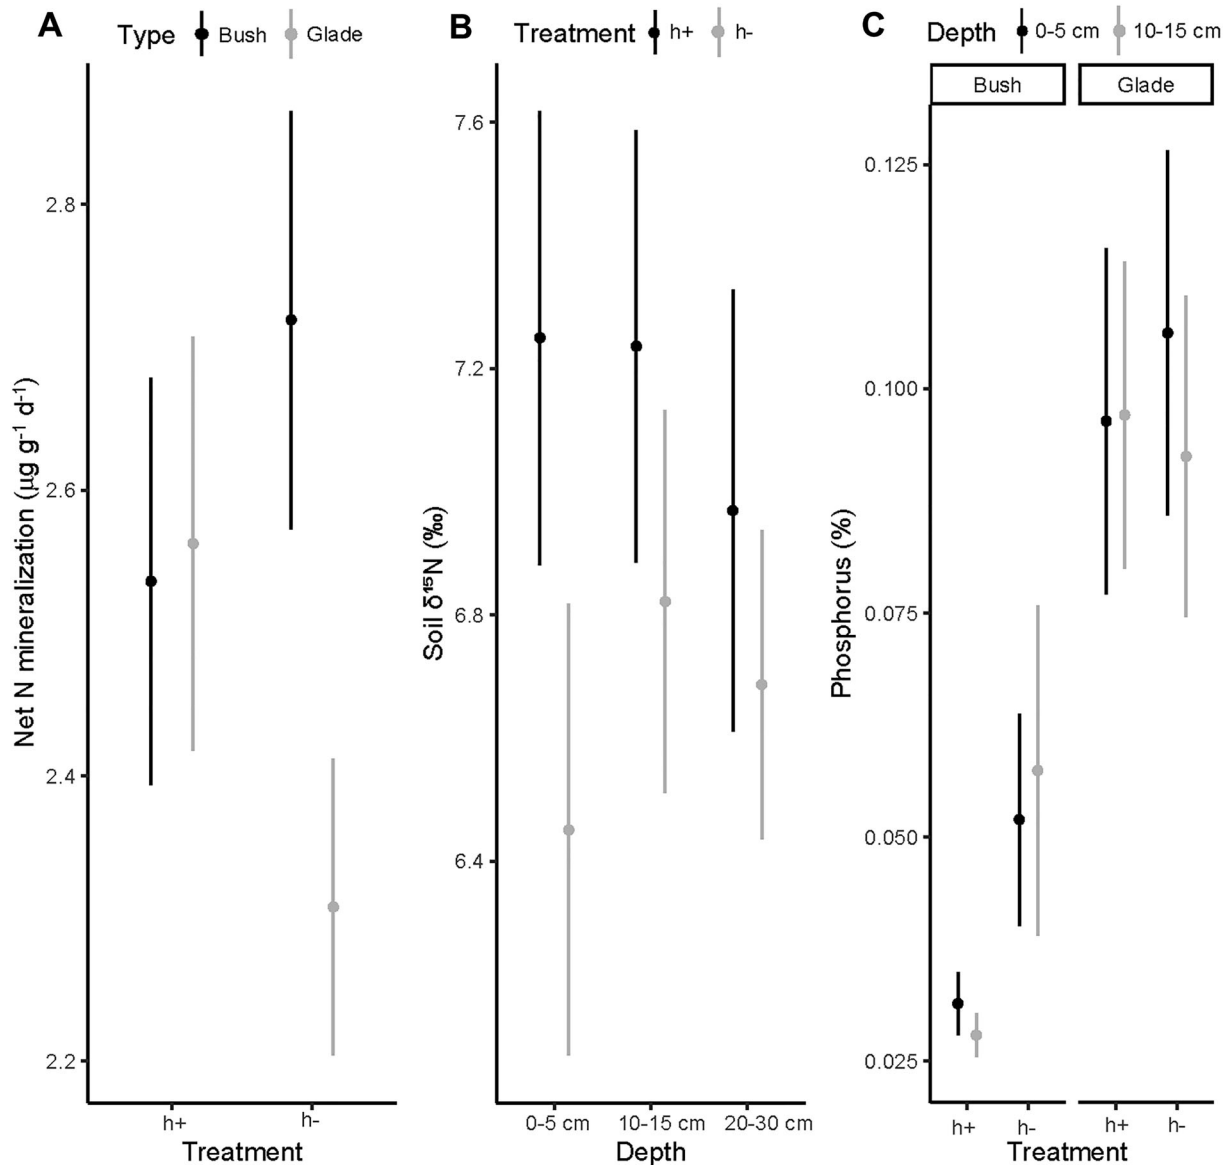 A Type Bush Glade
2.8
2.6
2.4
2.2
Net N mineralization (µg g⁻¹ d⁻¹)
h+ h-
Treatment
B Treatment h+ h-
7.6
7.2
6.8
6.4
Soil δ¹⁵N (‰)
0-5 cm 10-15 cm 20-30 cm
Depth
C Depth 0-5 cm 10-15 cm
Bush Glade
0.125
0.100
0.075
0.050
0.025
Phosphorus (%)
h+ h- h+ h-
Treatment